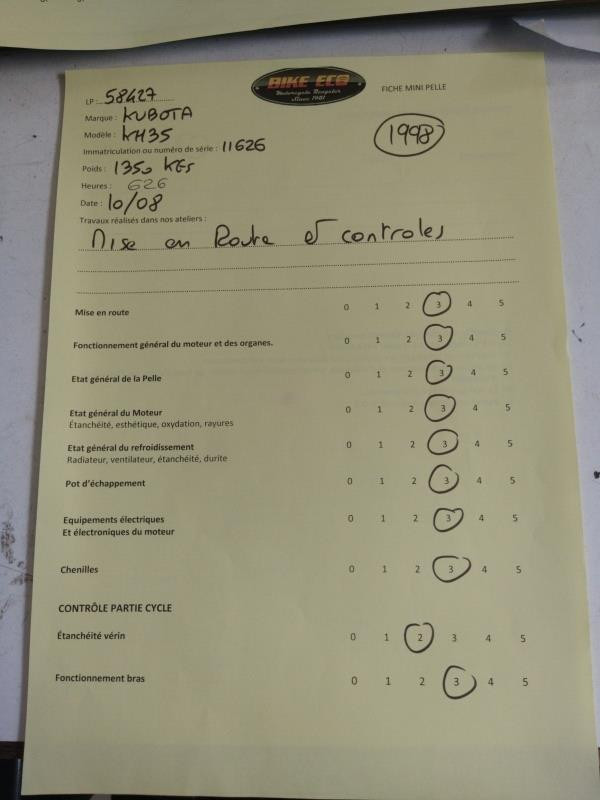 BIKE ECO
Motorcycle Recycler
Since 1981
FICHE MINI PELLE
LP : 58427
Marque : KUBOTA
Modèle : KH35
1998
Immatriculation ou numéro de série : 11626
Poids : 1350 KGs
Heures : 626
Date : 10/08
Travaux réalisés dans nos ateliers :
Mise en Route et controles
Mise en route 0 1 2 3 4 5
Fonctionnement général du moteur et des organes. 0 1 2 3 4 5
Etat général de la Pelle 0 1 2 3 4 5
Etat général du Moteur 0 1 2 3 4 5
Étanchéité, esthétique, oxydation, rayures
Etat général du refroidissement 0 1 2 3 4 5
Radiateur, ventilateur, étanchéité, durite
Pot d'échappement 0 1 2 3 4 5
Equipements électriques 0 1 2 3 4 5
Et électroniques du moteur
Chenilles 0 1 2 3 4 5
CONTRÔLE PARTIE CYCLE
Étanchéité vérin 0 1 2 3 4 5
Fonctionnement bras 0 1 2 3 4 5